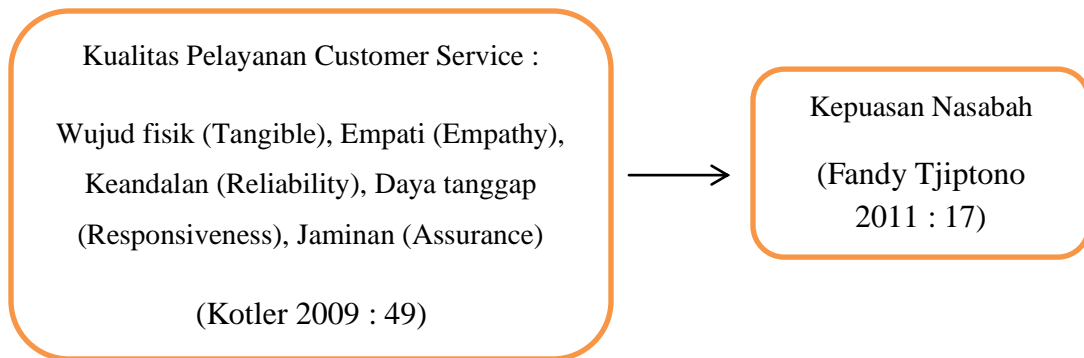 Kualitas Pelayanan Customer Service :
Wujud fisik (Tangible), Empati (Empathy),
Keandalan (Reliability), Daya tanggap
(Responsiveness), Jaminan (Assurance)
(Kotler 2009 : 49)
Kepuasan Nasabah
(Fandy Tjiptono
2011 : 17)